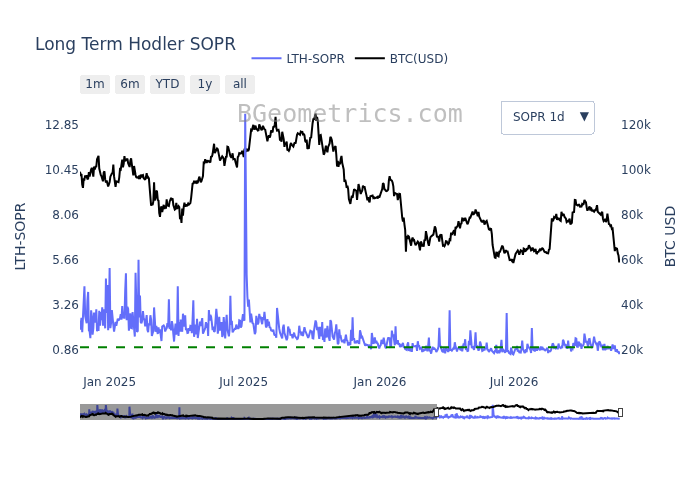 Long Term Hodler SOPR
LTH-SOPR BTC(USD)
1m 6m YTD 1y all
BGeometrics.com
SOPR 1d ▼
12.85 120k
10.45 100k
8.06 80k
5.66 60k
3.26 40k
0.86 20k
LTH-SOPR
BTC USD
Jan 2025 Jul 2025 Jan 2026 Jul 2026